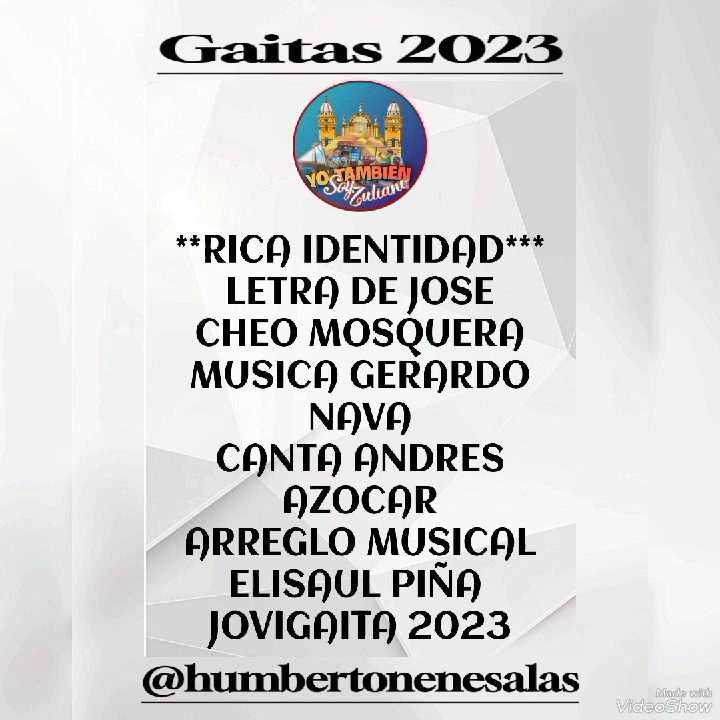 Gaitas 2023
YO TAMBIEN
Soy Zuliano
**RICA IDENTIDAD***
LETRA DE JOSE
CHEO MOSQUERA
MUSICA GERARDO
NAVA
CANTA ANDRES
AZOCAR
ARREGLO MUSICAL
ELISAUL PIÑA
JOVIGAITA 2023
@humbertonenesalas
Made with
VideoShow